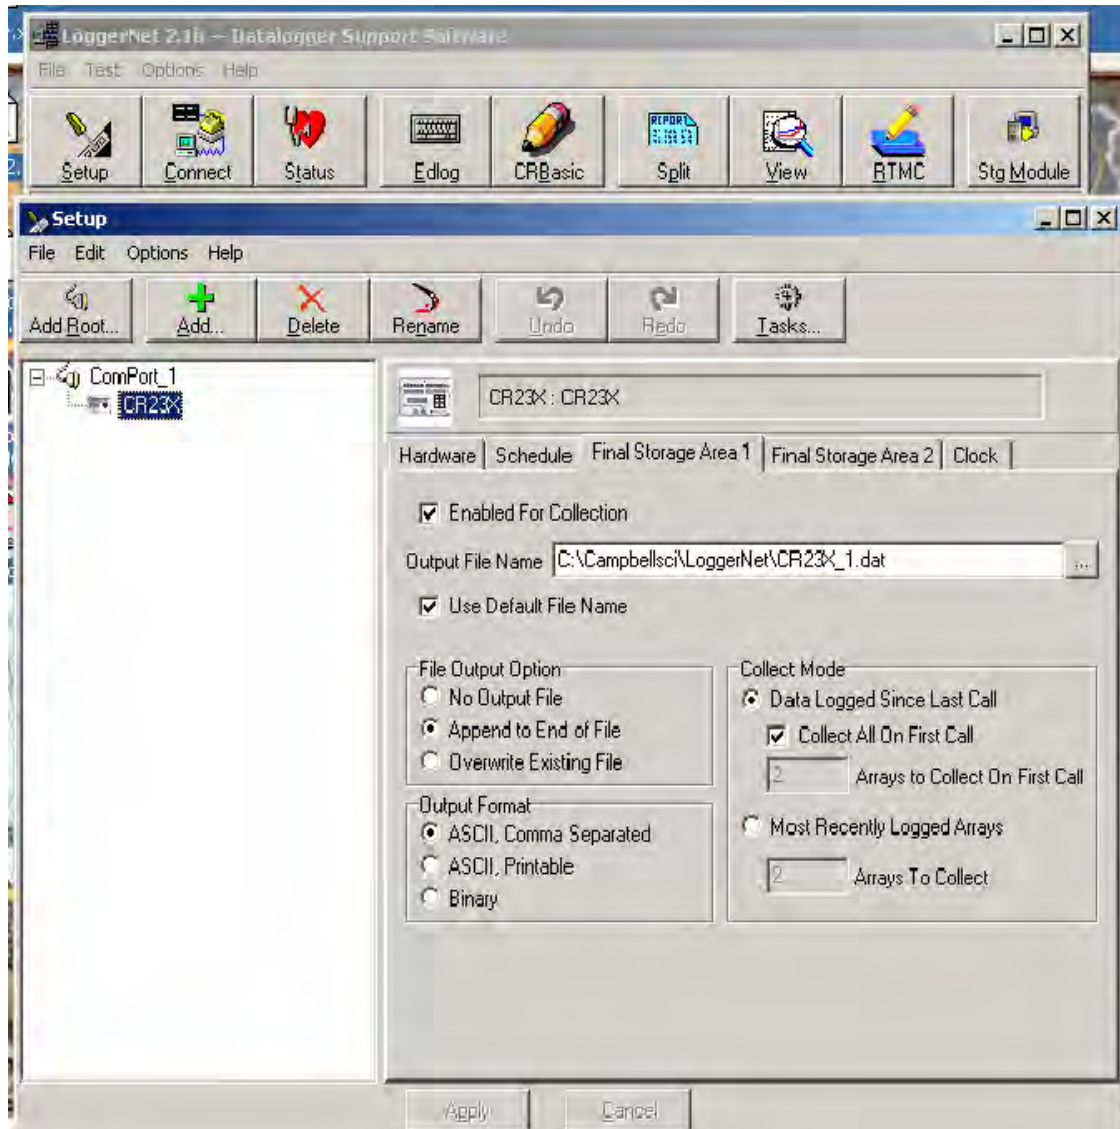 LoggerNet 2.1b – Datalogger Support Software
File Test Options Help
Setup Connect Status Edlog CRBasic Split View RTMC Stg Module
Setup
File Edit Options Help
Add Root... Add... Delete Rename Undo Redo Tasks...
ComPort_1
CR23X
CR23X : CR23X
Hardware Schedule Final Storage Area 1 Final Storage Area 2 Clock
Enabled For Collection
Output File Name C:\Campbellsci\LoggerNet\CR23X_1.dat ...
Use Default File Name
File Output Option
No Output File
Append to End of File
Overwrite Existing File
Output Format
ASCII, Comma Separated
ASCII, Printable
Binary
Collect Mode
Data Logged Since Last Call
Collect All On First Call
2 Arrays to Collect On First Call
Most Recently Logged Arrays
2 Arrays To Collect
Apply Cancel